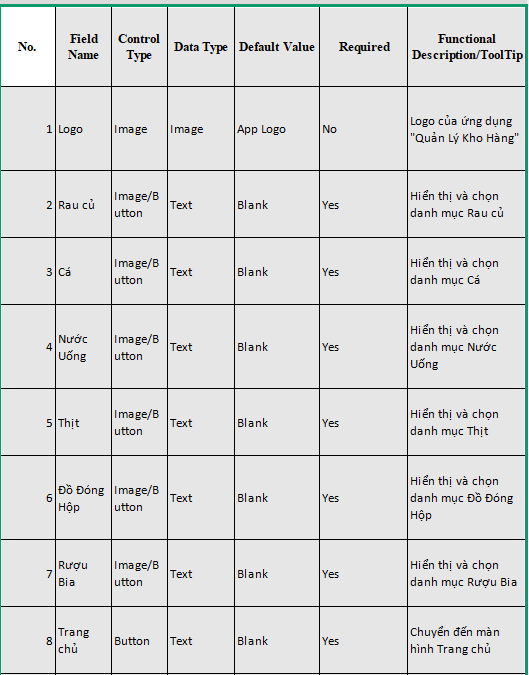 No. Field Name Control Type Data Type Default Value Required Functional Description/ToolTip
1 Logo Image Image App Logo No Logo của ứng dụng "Quản Lý Kho Hàng"
2 Rau củ Image/Button Text Blank Yes Hiển thị và chọn danh mục Rau củ
3 Cá Image/Button Text Blank Yes Hiển thị và chọn danh mục Cá
4 Nước Uống Image/Button Text Blank Yes Hiển thị và chọn danh mục Nước Uống
5 Thịt Image/Button Text Blank Yes Hiển thị và chọn danh mục Thịt
6 Đồ Đóng Hộp Image/Button Text Blank Yes Hiển thị và chọn danh mục Đồ Đóng Hộp
7 Rượu Bia Image/Button Text Blank Yes Hiển thị và chọn danh mục Rượu Bia
8 Trang chủ Button Text Blank Yes Chuyển đến màn hình Trang chủ